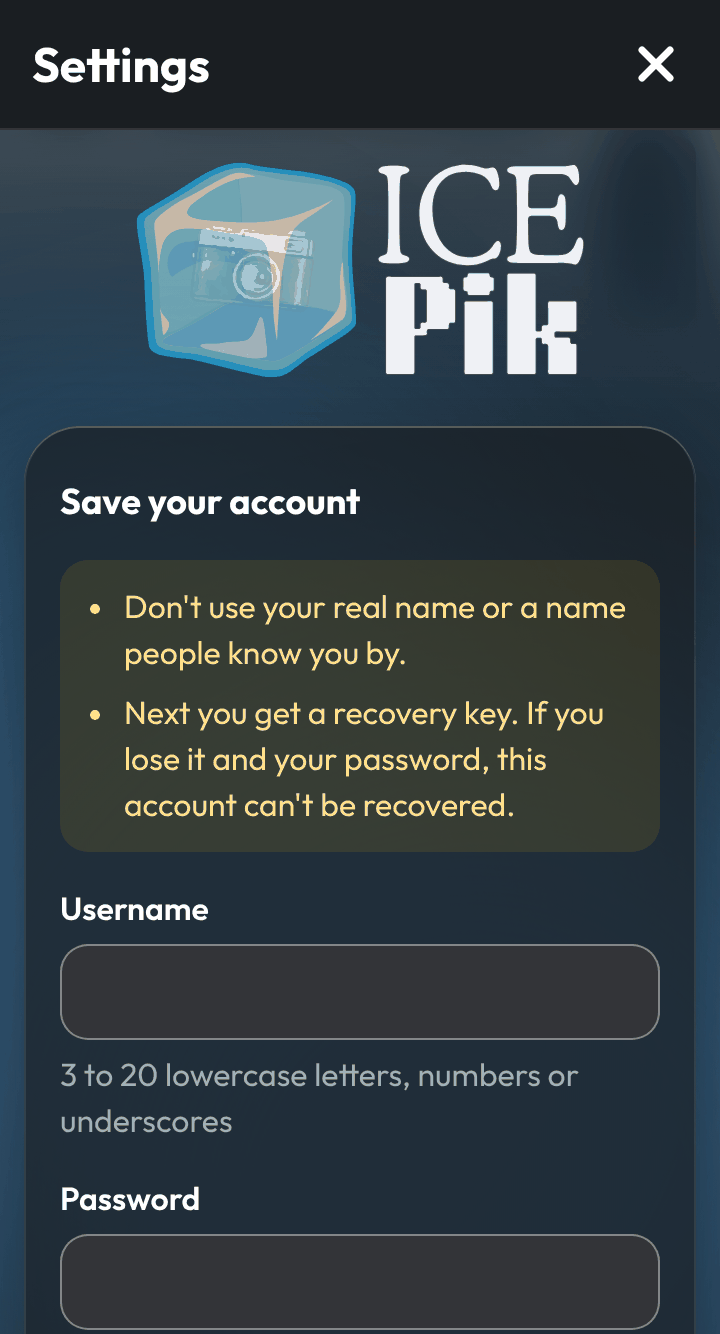 Settings
ICE
Pik
Save your account
• Don't use your real name or a name
people know you by.
• Next you get a recovery key. If you
lose it and your password, this
account can't be recovered.
Username
3 to 20 lowercase letters, numbers or
underscores
Password